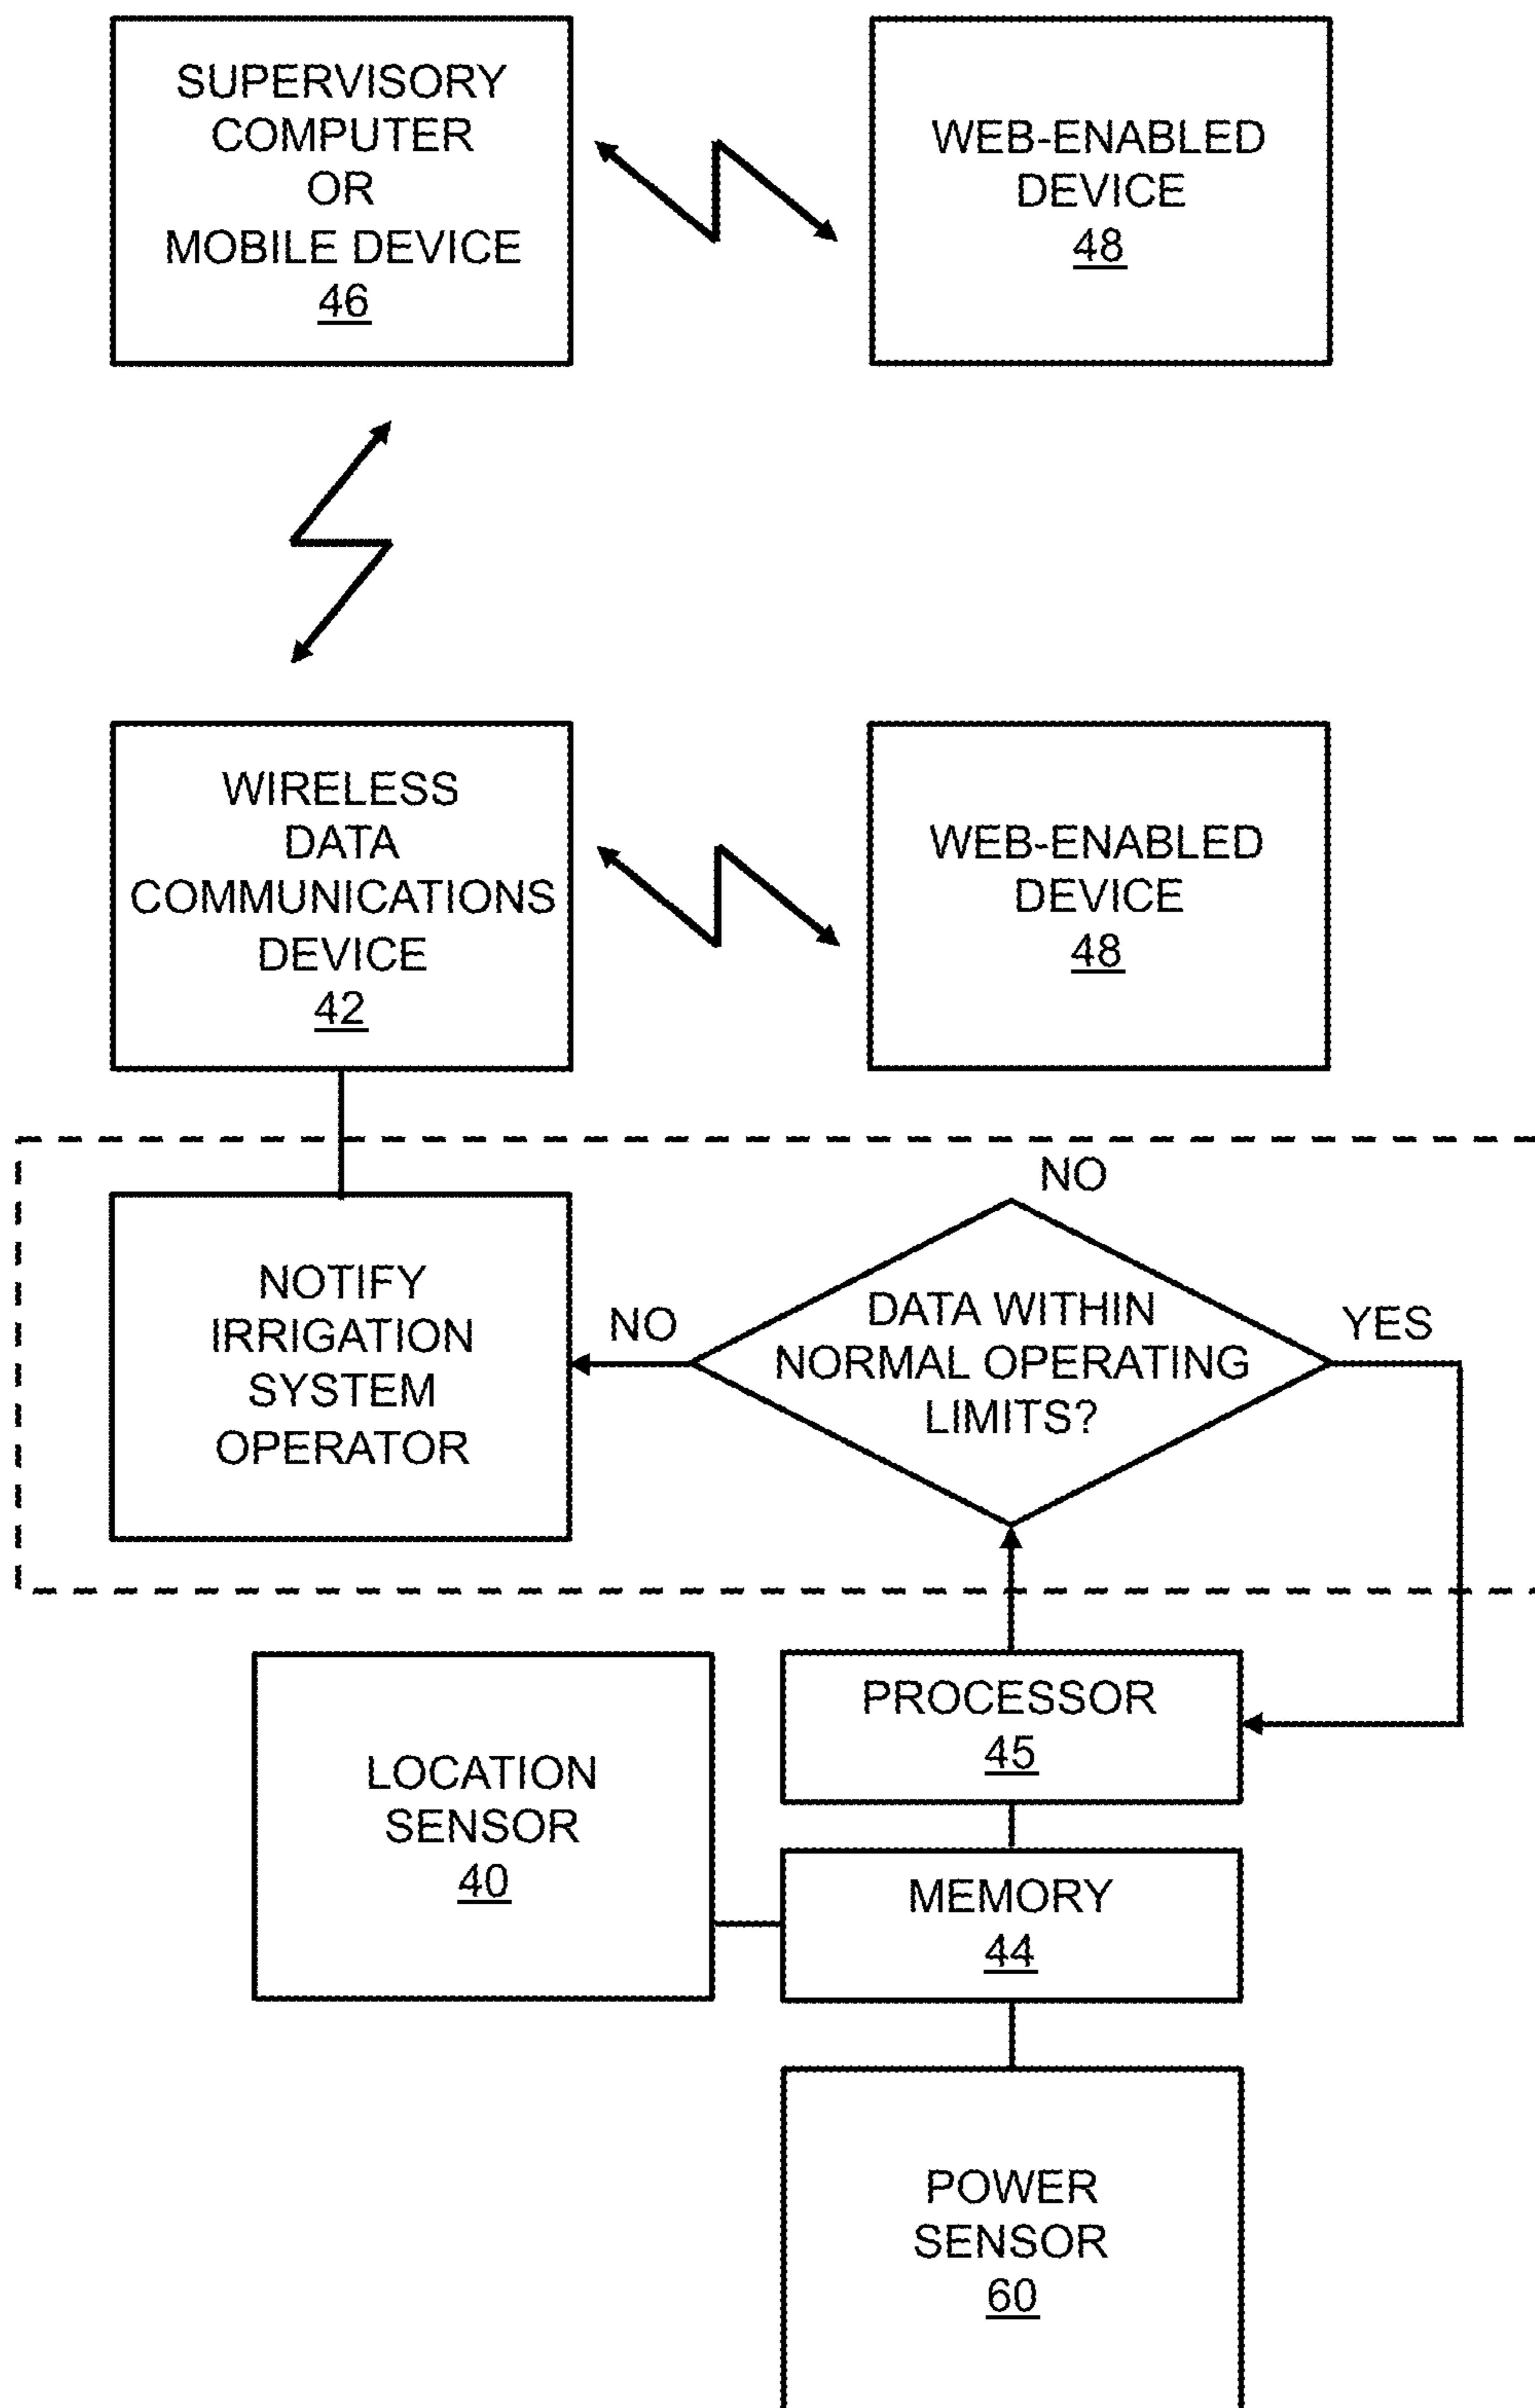 SUPERVISORY
COMPUTER
OR
MOBILE DEVICE
46
WEB-ENABLED
DEVICE
48
WIRELESS
DATA
COMMUNICATIONS
DEVICE
42
WEB-ENABLED
DEVICE
48
NO
NOTIFY
IRRIGATION
SYSTEM
OPERATOR
NO
DATA WITHIN
NORMAL OPERATING
LIMITS?
YES
LOCATION
SENSOR
40
PROCESSOR
45
MEMORY
44
POWER
SENSOR
60